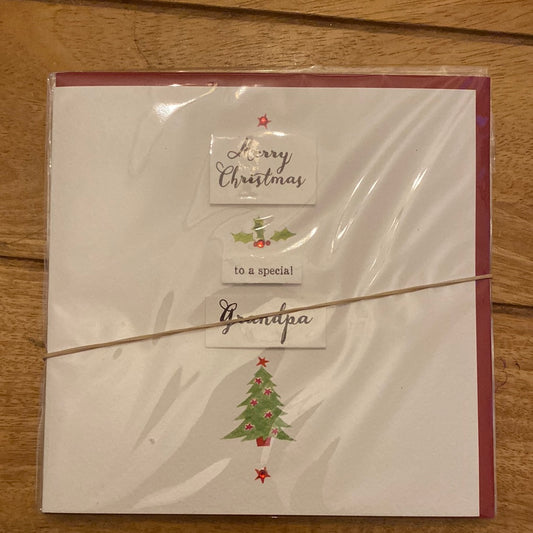 Merry
Christmas
to a special
Grandpa